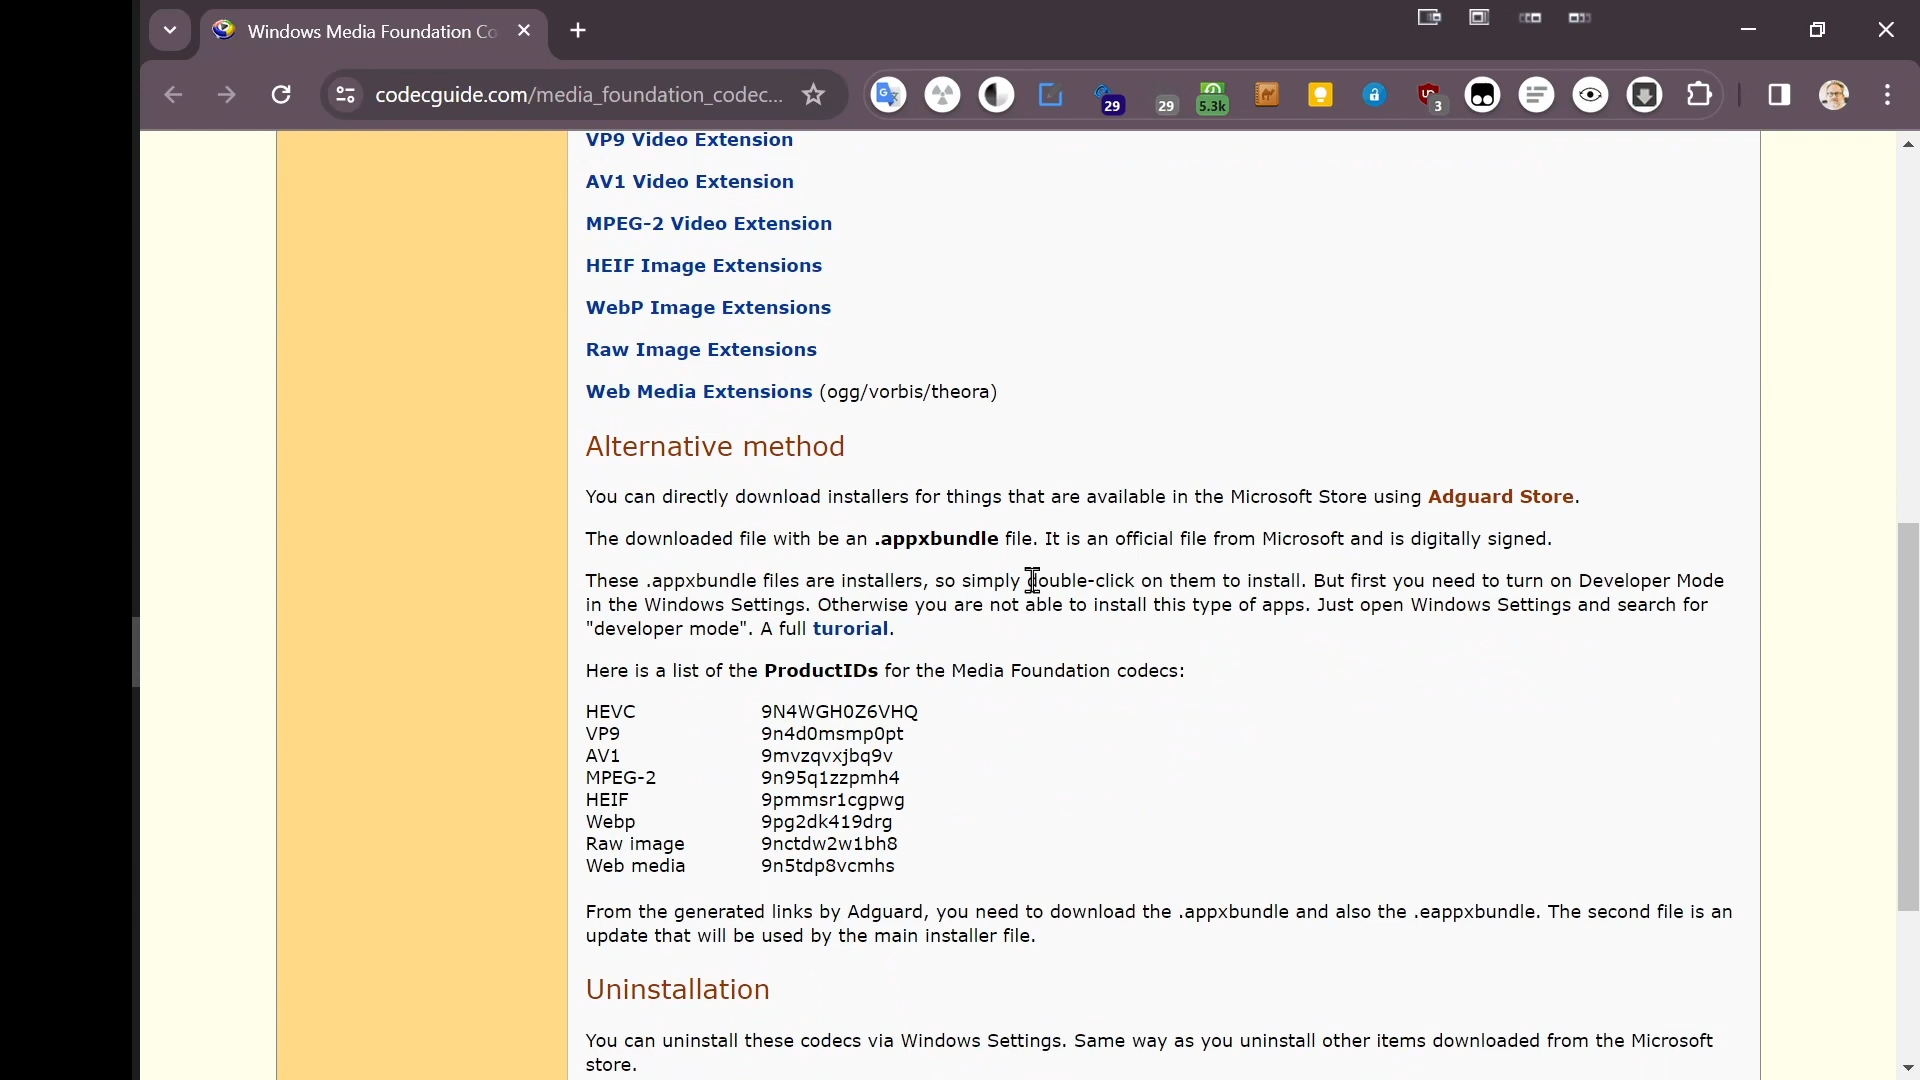 Windows Media Foundation Co
codecguide.com/media_foundation_codec...
29
29
5.3k
3
VP9 Video Extension
AV1 Video Extension
MPEG-2 Video Extension
HEIF Image Extensions
WebP Image Extensions
Raw Image Extensions
Web Media Extensions (ogg/vorbis/theora)
Alternative method
You can directly download installers for things that are available in the Microsoft Store using Adguard Store.
The downloaded file with be an .appxbundle file. It is an official file from Microsoft and is digitally signed.
These .appxbundle files are installers, so simply double-click on them to install. But first you need to turn on Developer Mode
in the Windows Settings. Otherwise you are not able to install this type of apps. Just open Windows Settings and search for
"developer mode". A full turorial.
Here is a list of the ProductIDs for the Media Foundation codecs:
HEVC 9N4WGH0Z6VHQ
VP9 9n4d0msmp0pt
AV1 9mvzqvxjbq9v
MPEG-2 9n95q1zzpmh4
HEIF 9pmmsr1cgpwg
Webp 9pg2dk419drg
Raw image 9nctdw2w1bh8
Web media 9n5tdp8vcmhs
From the generated links by Adguard, you need to download the .appxbundle and also the .eappxbundle. The second file is an
update that will be used by the main installer file.
Uninstallation
You can uninstall these codecs via Windows Settings. Same way as you uninstall other items downloaded from the Microsoft
store.